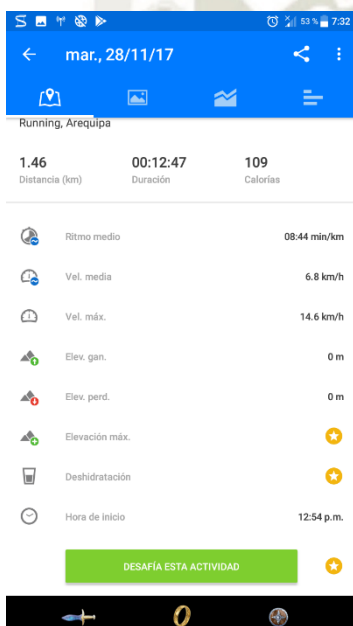 53 % 7:32
mar., 28/11/17
Running, Arequipa
1.46 00:12:47 109
Distancia (km) Duración Calorías
Ritmo medio 08:44 min/km
Vel. media 6.8 km/h
Vel. máx. 14.6 km/h
Elev. gan. 0 m
Elev. perd. 0 m
Elevación máx.
Deshidratación
Hora de inicio 12:54 p.m.
DESAFÍA ESTA ACTIVIDAD